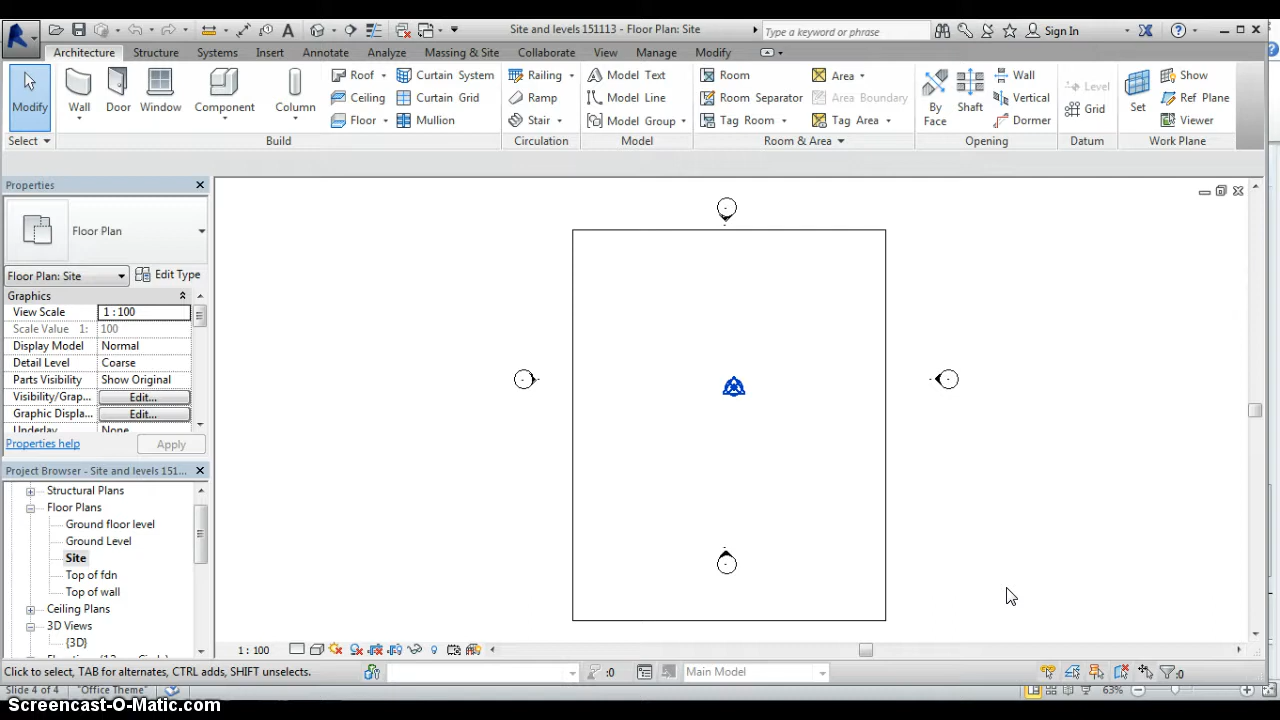 Site and levels 151113 - Floor Plan: Site
Type a keyword or phrase
Sign In
Architecture Structure Systems Insert Annotate Analyze Massing & Site Collaborate View Manage Modify
Modify Wall Door Window Component Column
Roof Curtain System
Ceiling Curtain Grid
Floor Mullion
Railing
Ramp
Stair
Model Text
Model Line
Model Group
Room
Room Separator
Tag Room
Area
Area Boundary
Tag Area
By Face
Shaft
Wall
Vertical
Dormer
Level
Grid
Set
Show
Ref Plane
Viewer
Select Build Circulation Model Room & Area Opening Datum Work Plane
Properties
Floor Plan
Floor Plan: Site Edit Type
Graphics
View Scale 1 : 100
Scale Value 1: 100
Display Model Normal
Detail Level Coarse
Parts Visibility Show Original
Visibility/Grap... Edit...
Graphic Displa... Edit...
Underlay None
Properties help Apply
Project Browser - Site and levels 151...
Structural Plans
Floor Plans
Ground floor level
Ground Level
Site
Top of fdn
Top of wall
Ceiling Plans
3D Views
{3D}
1 : 100
Click to select, TAB for alternates, CTRL adds, SHIFT unselects.
:0
Main Model
:0
Slide 4 of 4 "Office Theme" 63%
Screencast-O-Matic.com